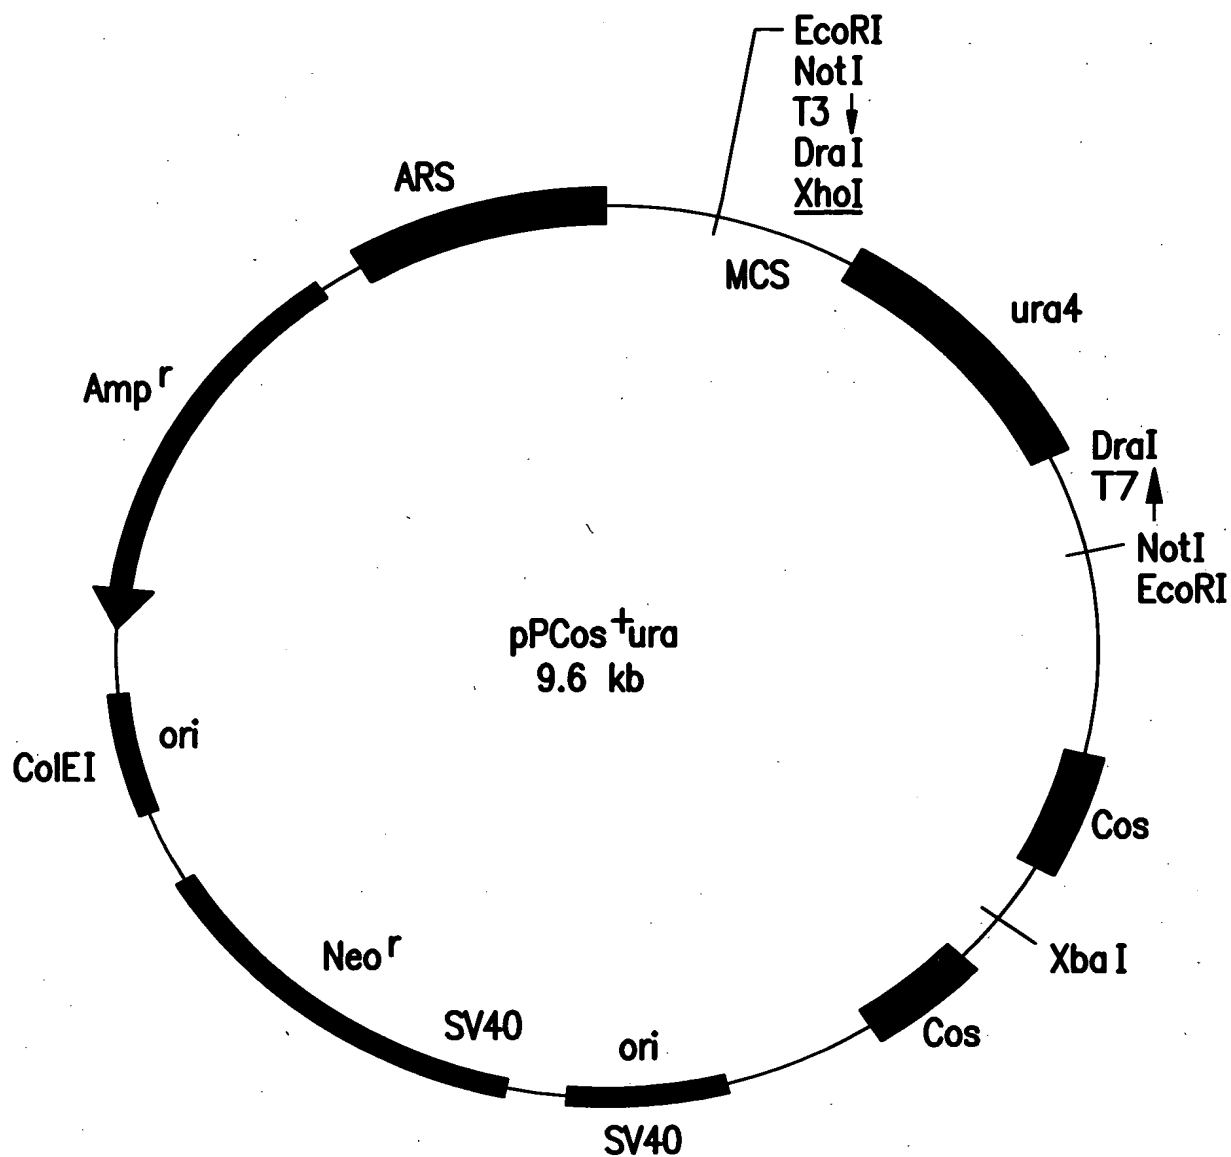 EcoRI
NotI
T3 ↓
DraI
XhoI
ARS
MCS
ura4
Amp r
DraI
T7
NotI
EcoRI
pPCos+ura
9.6 kb
ori
ColEI
Cos
XbaI
Neo r
Cos
SV40
ori
SV40